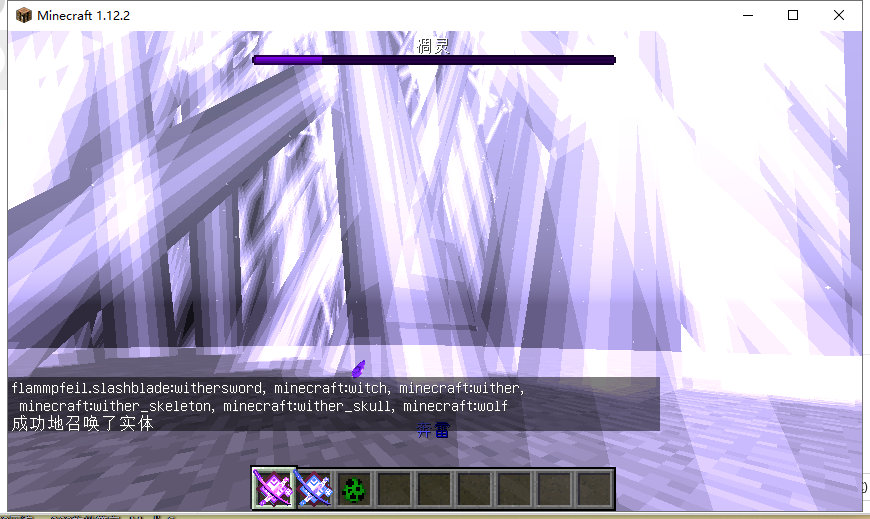 Minecraft 1.12.2
凋灵
flammpfeil.slashblade:withersword, minecraft:witch, minecraft:wither,
minecraft:wither_skeleton, minecraft:wither_skull, minecraft:wolf
成功地召唤了实体
奔雷